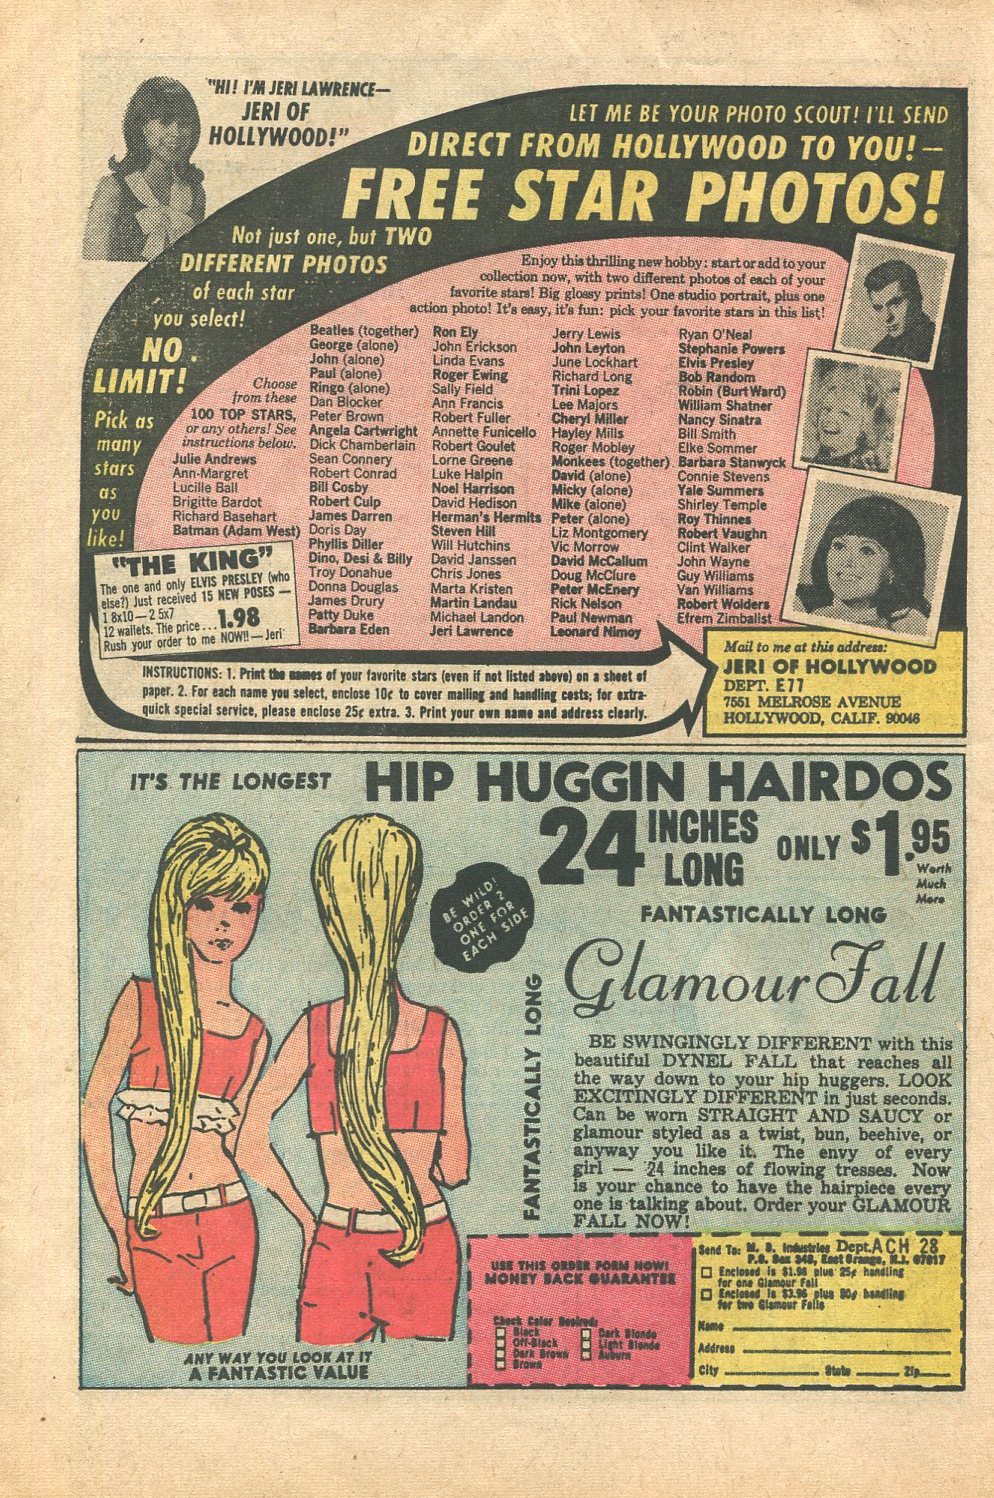 "HI! I'M JERI LAWRENCE—
JERI OF
HOLLYWOOD!"
LET ME BE YOUR PHOTO SCOUT! I'LL SEND
DIRECT FROM HOLLYWOOD TO YOU!—
FREE STAR PHOTOS!
Not just one, but TWO
DIFFERENT PHOTOS
of each star
you select!
NO
LIMIT!
Pick as
many
stars
as
you
like!
Enjoy this thrilling new hoby: start or add to your
collection now, with two different photos of each of your
favorite stars! Big glossy prints! One studio portrait, plus one
action photo! It's easy, it's fun: pick your favorite stars in this list!
Choose
from these
100 TOP STARS,
or any others! See
instructions below.
Julie Andrews
Ann-Margret
Lucille Ball
Brigitte Bardot
Richard Basehart
Batman (Adam West)
Beatles (together)
George (alone)
John (alone)
Paul (alone)
Ringo (alone)
Dan Blocker
Peter Brown
Angela Cartwright
Dick Chamberlain
Sean Connery
Robert Conrad
Bill Cosby
Robert Culp
James Darren
Doris Day
Phyllis Diller
Dino, Desi & Billy
Troy Donahue
Donna Douglas
James Drury
Patty Duke
Barbara Eden
Ron Ely
John Erickson
Linda Evans
Roger Ewing
Sally Field
Ann Francis
Robert Fuller
Annette Funicello
Robert Goulet
Lorne Greene
Luke Halpin
Noel Harrison
David Hedison
Herman's Hermits
Steven Hill
Will Hutchins
David Janssen
Chris Jones
Marta Kristen
Martin Landau
Michael Landon
Jeri Lawrence
Jerry Lewis
John Leyton
June Lockhart
Richard Long
Trini Lopez
Lee Majors
Cheryl Miller
Hayley Mills
Roger Mobley
Monkees (together)
David (alone)
Micky (alone)
Mike (alone)
Peter (alone)
Liz Montgomery
Vic Morrow
David McCallum
Doug McClure
Peter McEnery
Rick Nelson
Paul Newman
Leonard Nimoy
Ryan O'Neal
Stephanie Powers
Elvis Presley
Bob Random
Robin (Burt Ward)
William Shatner
Nancy Sinatra
Bill Smith
Elke Sommer
Barbara Stanwyck
Connie Stevens
Yale Summers
Shirley Temple
Roy Thinnes
Robert Vaughn
Clint Walker
John Wayne
Guy Williams
Van Williams
Robert Wolders
Efrem Zimbalist
"THE KING"
The one and only ELVIS PRESLEY (who
else?) Just received 15 NEW POSES —
1 8x10 — 2 5x7
12 wallets. The price... 1.98
Rush your order to me NOW!! — Jeri
INSTRUCTIONS: 1. Print the names of your favorite stars (even if not listed above) on a sheet of
paper. 2. For each name you select, enclose 10¢ to cover mailing and handling costs; for extra-
quick special service, please enclose 25¢ extra. 3. Print your own name and address clearly.
Mail to me at this address:
JERI OF HOLLYWOOD
DEPT. E77
7551 MELROSE AVENUE
HOLLYWOOD, CALIF. 90046
IT'S THE LONGEST HIP HUGGIN HAIRDOS
24 INCHES
LONG
ONLY $1.95
Worth
Much
More
BE WILD!
ORDER 2
ONE FOR
EACH SIDE
FANTASTICALLY LONG
Glamour Fall
FANTASTICALLY LONG
BE SWINGINGLY DIFFERENT with this
beautiful DYNEL FALL that reaches all
the way down to your hip huggers. LOOK
EXCITINGLY DIFFERENT in just seconds.
Can be worn STRAIGHT AND SAUCY or
glamour styled as a twist, bun, beehive, or
anyway you like it. The envy of every
girl — 24 inches of flowing tresses. Now
is your chance to have the hairpiece every
one is talking about. Order your GLAMOUR
FALL NOW!
ANY WAY YOU LOOK AT IT
A FANTASTIC VALUE
USE THIS ORDER FORM NOW!
MONEY BACK GUARANTEE
Check Color Desired:
Black
Off-Black
Dark Brown
Brown
Dark Blonde
Light Blonde
Auburn
Send To: Industries Dept. ACH 28
P.O. Box 348, East Orange, N.J. 07017
Enclosed is $1.98 plus 25¢ handling
for one Glamour Fall
Enclosed is $3.96 plus 50¢ handling
for two Glamour Falls
Name
Address
City State Zip